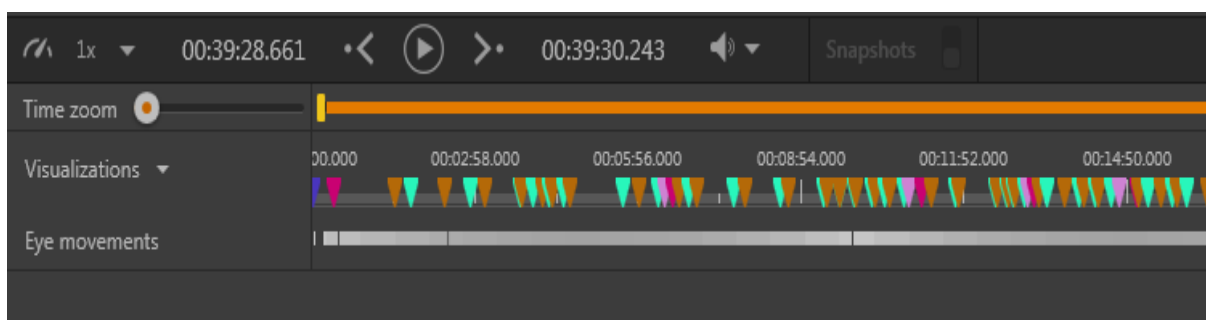 1x 00:39:28.661 00:39:30.243 Snapshots
Time zoom
Visualizations 00.000 00:02:58.000 00:05:56.000 00:08:54.000 00:11:52.000 00:14:50.000
Eye movements